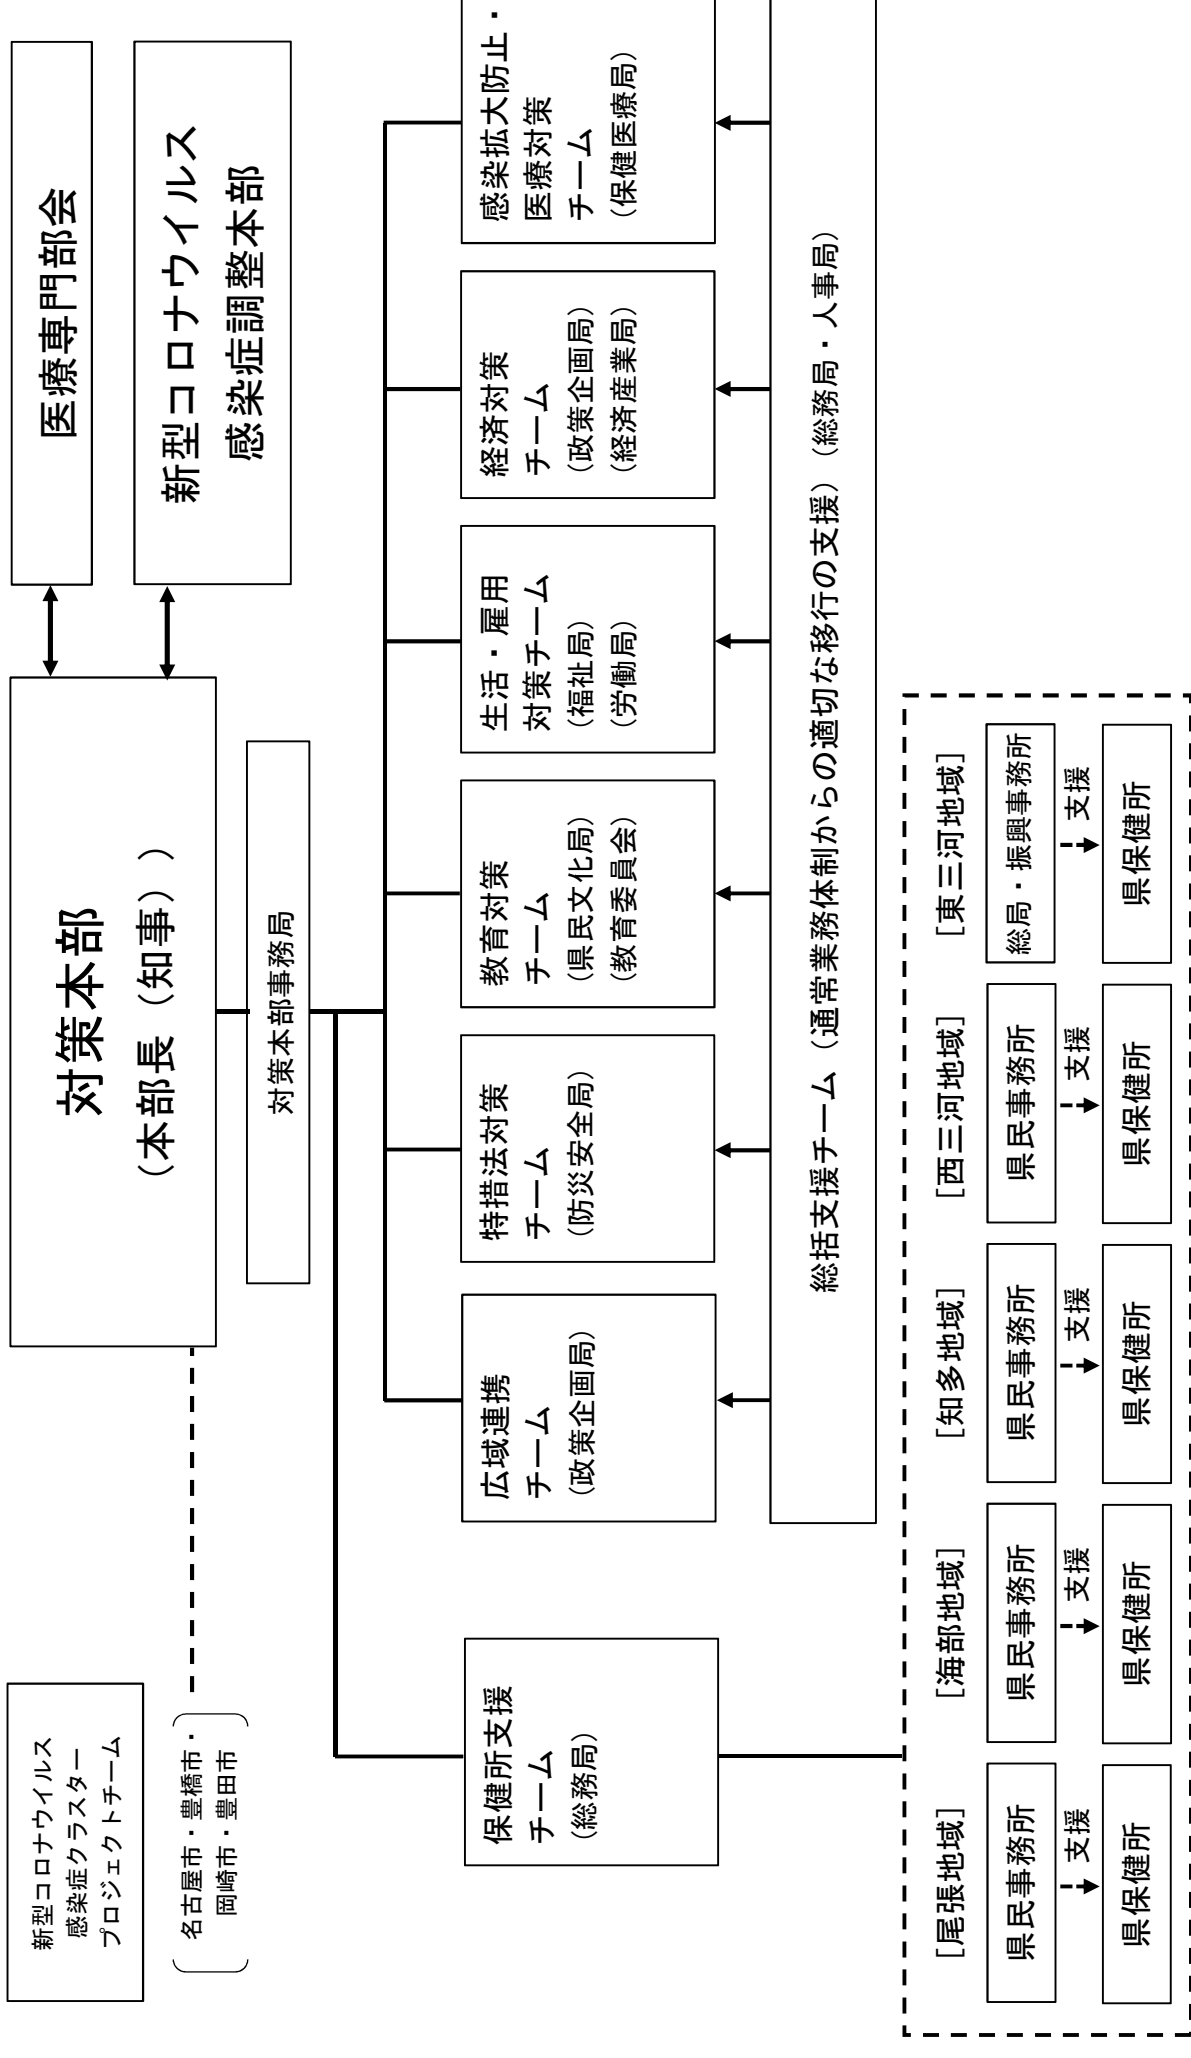 新型コロナウイルス
感染症クラスター
プロジェクトチーム
名古屋市・豊橋市・
岡崎市・豊田市
対策本部
（本部長（知事））
医療専門部会
新型コロナウイルス
感染症調整本部
対策本部事務局
保健所支援
チーム
（総務局）
広域連携
チーム
（政策企画局）
特措法対策
チーム
（防災安全局）
教育対策
チーム
（県民文化局）
（教育委員会）
生活・雇用
対策チーム
（福祉局）
（労働局）
経済対策
チーム
（政策企画局）
（経済産業局）
感染拡大防止・
医療対策
チーム
（保健医療局）
総括支援チーム（通常業務体制からの適切な移行の支援）（総務局・人事局）
［尾張地域］
県民事務所
支援
県保健所
［海部地域］
県民事務所
支援
県保健所
［知多地域］
県民事務所
支援
県保健所
［西三河地域］
県民事務所
支援
県保健所
［東三河地域］
総局・振興事務所
支援
県保健所